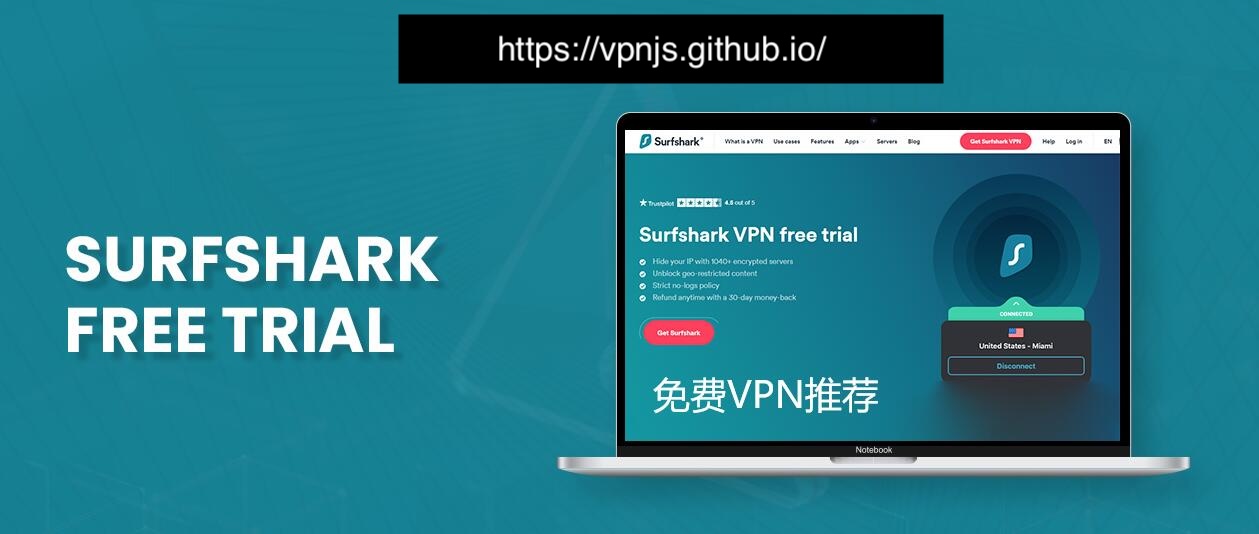 https://vpnjs.github.io/
SURFSHARK
FREE TRIAL
Surfshark®
What is a VPN
Use cases
Features
Apps
Servers
Blog
Get Surfshark VPN
Help
Log in
EN
Trustpilot
4.5 out of 5
Surfshark VPN free trial
Hide your IP with 1040+ encrypted servers
Unblock geo-restricted content
Strict no-logs policy
Refund anytime with a 30-day money-back
Get Surfshark
CONNECTED
United States - Miami
Disconnect
免费VPN推荐
Notebook